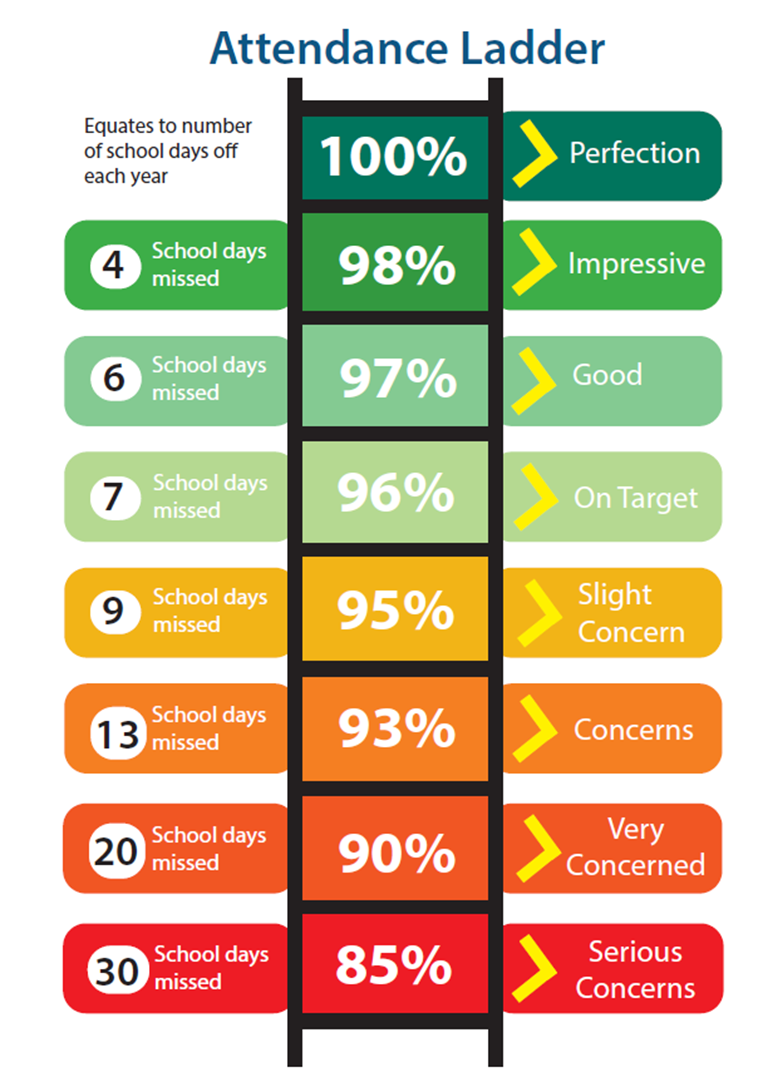 Attendance Ladder
Equates to number
of school days off
each year
100%
Perfection
4
School days
missed
98%
Impressive
6
School days
missed
97%
Good
7
School days
missed
96%
On Target
9
School days
missed
95%
Slight
Concern
13
School days
missed
93%
Concerns
20
School days
missed
90%
Very
Concerned
30
School days
missed
85%
Serious
Concerns